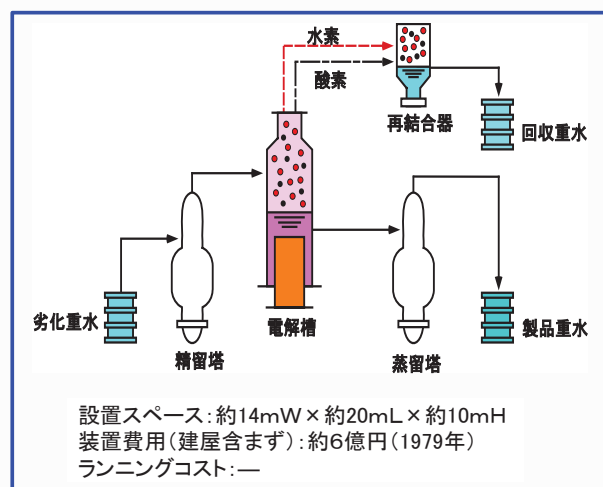 水素
酸素
再結合器
回収重水
劣化重水
精留塔
電解槽
蒸留塔
製品重水
設置スペース：約14mW×約20mL×約10mH
装置費用（建屋含まず）：約6億円（1979年）
ランニングコスト：―